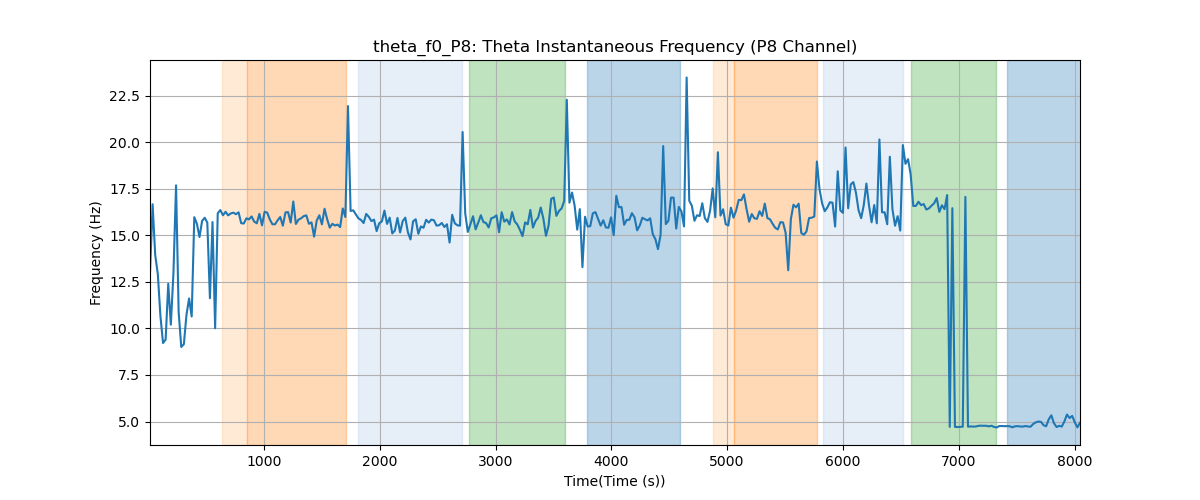 theta_f0_P8: Theta Instantaneous Frequency (P8 Channel)
Frequency (Hz)
22.5
20.0
17.5
15.0
12.5
10.0
7.5
5.0
1000 2000 3000 4000 5000 6000 7000 8000
Time(Time (s))